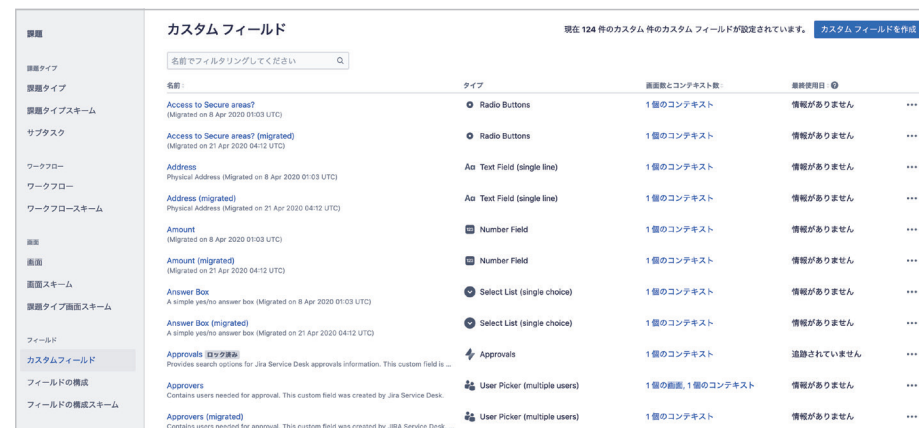 課題
課題タイプ
課題タイプ
課題タイプスキーム
サブタスク
ワークフロー
ワークフロー
ワークフロースキーム
画面
画面
画面スキーム
課題タイプ画面スキーム
フィールド
カスタムフィールド
フィールドの構成
フィールドの構成スキーム
カスタム フィールド
現在 124 件のカスタム 件のカスタム フィールドが設定されています。 カスタム フィールドを作成
名前でフィルタリングしてください
名前 タイプ 画面数とコンテキスト数 最終使用日
Access to Secure areas? Radio Buttons 1 個のコンテキスト 情報がありません
(Migrated on 8 Apr 2020 01:03 UTC)
Access to Secure areas? (migrated) Radio Buttons 1 個のコンテキスト 情報がありません
(Migrated on 21 Apr 2020 04:12 UTC)
Address Text Field (single line) 1 個のコンテキスト 情報がありません
Physical Address (Migrated on 8 Apr 2020 01:03 UTC)
Address (migrated) Text Field (single line) 1 個のコンテキスト 情報がありません
Physical Address (Migrated on 21 Apr 2020 04:12 UTC)
Amount Number Field 1 個のコンテキスト 情報がありません
(Migrated on 8 Apr 2020 01:03 UTC)
Amount (migrated) Number Field 1 個のコンテキスト 情報がありません
(Migrated on 21 Apr 2020 04:12 UTC)
Answer Box Select List (single choice) 1 個のコンテキスト 情報がありません
A simple yes/no answer box (Migrated on 8 Apr 2020 01:03 UTC)
Answer Box (migrated) Select List (single choice) 1 個のコンテキスト 情報がありません
A simple yes/no answer box (Migrated on 21 Apr 2020 04:12 UTC)
Approvals ロック済み Approvals 1 個のコンテキスト 追跡されていません
Provides search options for Jira Service Desk approvals information. This custom field is ...
Approvers User Picker (multiple users) 1 個の画面, 1 個のコンテキスト 情報がありません
Contains users needed for approval. This custom field was created by Jira Service Desk.
Approvers (migrated) User Picker (multiple users) 1 個のコンテキスト 情報がありません
Contains users needed for approval. This custom field was created by JIRA Service Desk. ...